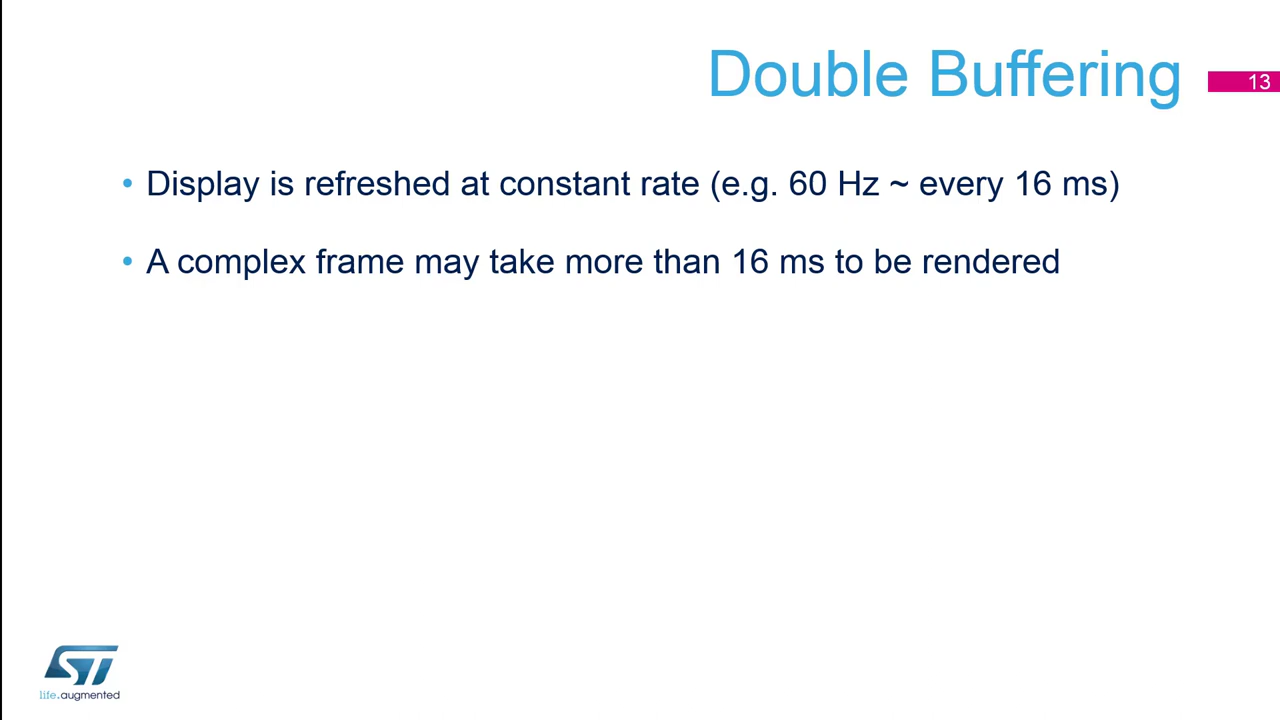 Double Buffering
13
• Display is refreshed at constant rate (e.g. 60 Hz ~ every 16 ms)
• A complex frame may take more than 16 ms to be rendered
ST
life.augmented